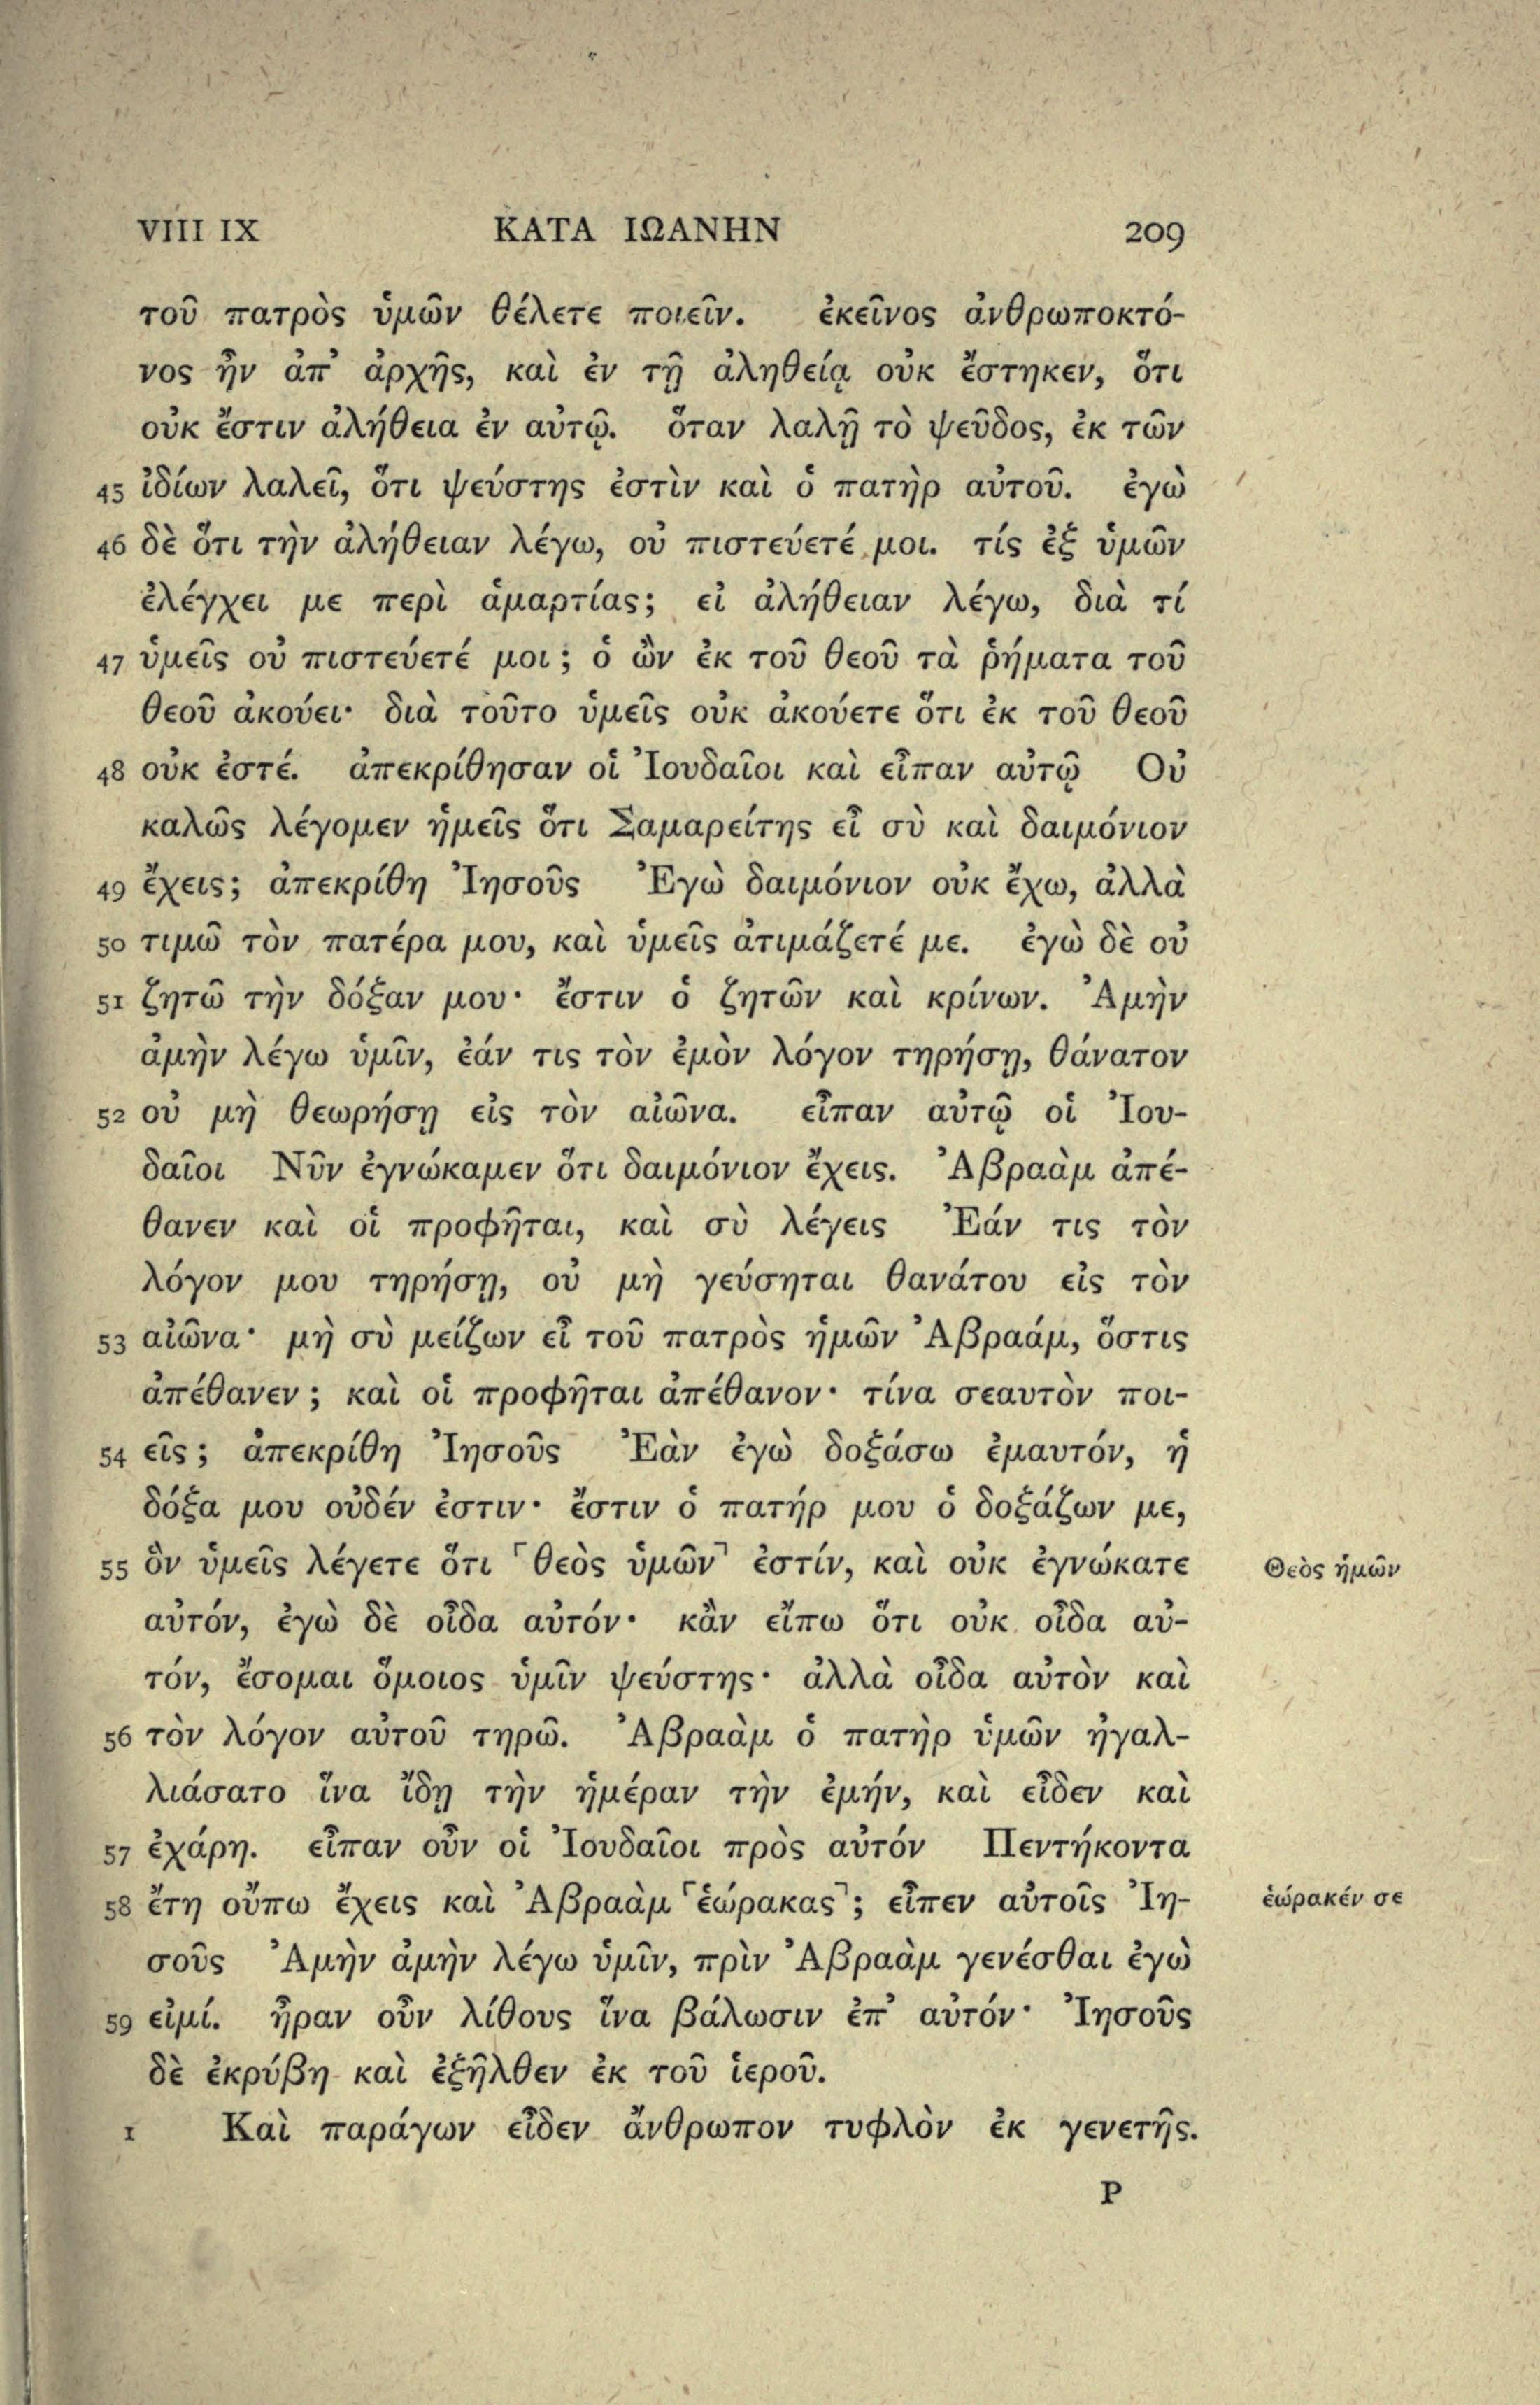 VIII IX ΚΑΤΑ ΙΩΑΝΗΝ 209
τοῦ πατρὸς ὑμῶν θέλετε ποιεῖν. ἐκεῖνος ἀνθρωποκτό-
νος ἦν ἀπ᾽ ἀρχῆς, καὶ ἐν τῇ ἀληθείᾳ οὐκ ἔστηκεν, ὅτι
οὐκ ἔστιν ἀλήθεια ἐν αὐτῷ. ὅταν λαλῇ τὸ ψεῦδος, ἐκ τῶν
45 ἰδίων λαλεῖ, ὅτι ψεύστης ἐστὶν καὶ ὁ πατὴρ αὐτοῦ. ἐγὼ
46 δὲ ὅτι τὴν ἀλήθειαν λέγω, οὐ πιστεύετέ μοι. τίς ἐξ ὑμῶν
ἐλέγχει με περὶ ἁμαρτίας; εἰ ἀλήθειαν λέγω, διὰ τί
47 ὑμεῖς οὐ πιστεύετέ μοι; ὁ ὢν ἐκ τοῦ θεοῦ τὰ ῥήματα τοῦ
θεοῦ ἀκούει· διὰ τοῦτο ὑμεῖς οὐκ ἀκούετε ὅτι ἐκ τοῦ θεοῦ
48 οὐκ ἐστέ. ἀπεκρίθησαν οἱ Ἰουδαῖοι καὶ εἶπαν αὐτῷ Οὐ
καλῶς λέγομεν ἡμεῖς ὅτι Σαμαρείτης εἶ σὺ καὶ δαιμόνιον
49 ἔχεις; ἀπεκρίθη Ἰησοῦς Ἐγὼ δαιμόνιον οὐκ ἔχω, ἀλλὰ
50 τιμῶ τὸν πατέρα μου, καὶ ὑμεῖς ἀτιμάζετέ με. ἐγὼ δὲ οὐ
51 ζητῶ τὴν δόξαν μου· ἔστιν ὁ ζητῶν καὶ κρίνων. Ἀμὴν
ἀμὴν λέγω ὑμῖν, ἐάν τις τὸν ἐμὸν λόγον τηρήσῃ, θάνατον
52 οὐ μὴ θεωρήσῃ εἰς τὸν αἰῶνα. εἶπαν αὐτῷ οἱ Ἰου-
δαῖοι Νῦν ἐγνώκαμεν ὅτι δαιμόνιον ἔχεις. Ἀβραὰμ ἀπέ-
θανεν καὶ οἱ προφῆται, καὶ σὺ λέγεις Ἐάν τις τὸν
λόγον μου τηρήσῃ, οὐ μὴ γεύσηται θανάτου εἰς τὸν
53 αἰῶνα· μὴ σὺ μείζων εἶ τοῦ πατρὸς ἡμῶν Ἀβραάμ, ὅστις
ἀπέθανεν; καὶ οἱ προφῆται ἀπέθανον· τίνα σεαυτὸν ποι-
54 εῖς; ἀπεκρίθη Ἰησοῦς Ἐὰν ἐγὼ δοξάσω ἐμαυτόν, ἡ
δόξα μου οὐδέν ἐστιν· ἔστιν ὁ πατήρ μου ὁ δοξάζων με,
55 ὃν ὑμεῖς λέγετε ὅτι ⸀θεὸς ὑμῶν⸃ ἐστίν, καὶ οὐκ ἐγνώκατε Θεὸς ἡμῶν
αὐτόν, ἐγὼ δὲ οἶδα αὐτόν· κἂν εἴπω ὅτι οὐκ οἶδα αὐ-
τόν, ἔσομαι ὅμοιος ὑμῖν ψεύστης· ἀλλὰ οἶδα αὐτὸν καὶ
56 τὸν λόγον αὐτοῦ τηρῶ. Ἀβραὰμ ὁ πατὴρ ὑμῶν ἠγαλ-
λιάσατο ἵνα ἴδῃ τὴν ἡμέραν τὴν ἐμήν, καὶ εἶδεν καὶ
57 ἐχάρη. εἶπαν οὖν οἱ Ἰουδαῖοι πρὸς αὐτόν Πεντήκοντα
58 ἔτη οὔπω ἔχεις καὶ Ἀβραὰμ ⸀ἑώρακας⸃; εἶπεν αὐτοῖς Ἰη- ἑώρακέν σε
σοῦς Ἀμὴν ἀμὴν λέγω ὑμῖν, πρὶν Ἀβραὰμ γενέσθαι ἐγὼ
59 εἰμί. ἦραν οὖν λίθους ἵνα βάλωσιν ἐπ᾽ αὐτόν· Ἰησοῦς
δὲ ἐκρύβη καὶ ἐξῆλθεν ἐκ τοῦ ἱεροῦ.
1 Καὶ παράγων εἶδεν ἄνθρωπον τυφλὸν ἐκ γενετῆς.
P